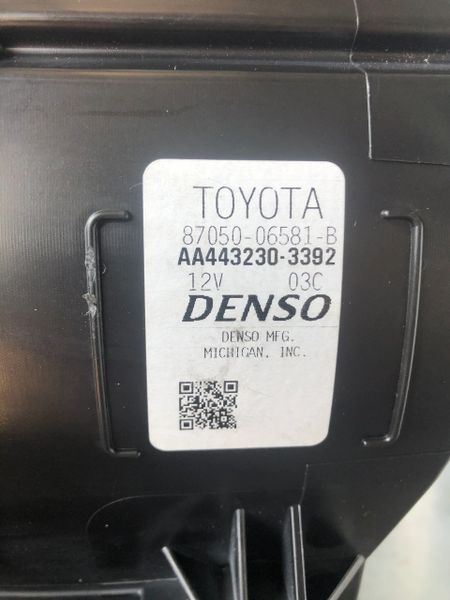 TOYOTA
87050-06581-B
AA443230-3392
12V 03C
DENSO
DENSO MFG.
MICHIGAN, INC.